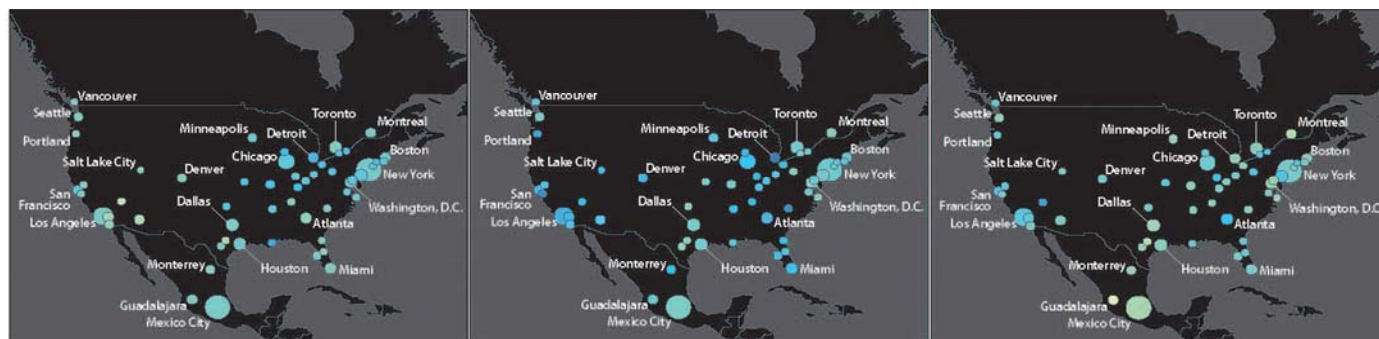 Vancouver
Seattle
Toronto
Montreal
Minneapolis
Portland
Detroit
Boston
Chicago
Salt Lake City
Denver
New York
San
Francisco
Dallas
Washington, D.C.
Los Angeles
Atlanta
Monterrey
Houston
Miami
Guadalajara
Mexico City
Vancouver
Seattle
Toronto
Montreal
Minneapolis
Detroit
Portland
Boston
Chicago
Salt Lake City
Denver
New York
San
Francisco
Dallas
Washington, D.C.
Los Angeles
Atlanta
Monterrey
Houston
Miami
Guadalajara
Mexico City
Vancouver
Seattle
Toronto
Montreal
Minneapolis
Detroit
Portland
Boston
Chicago
Salt Lake City
Denver
New York
San
Francisco
Dallas
Washington, D.C.
Los Angeles
Atlanta
Monterrey
Houston
Miami
Guadalajara
Mexico City